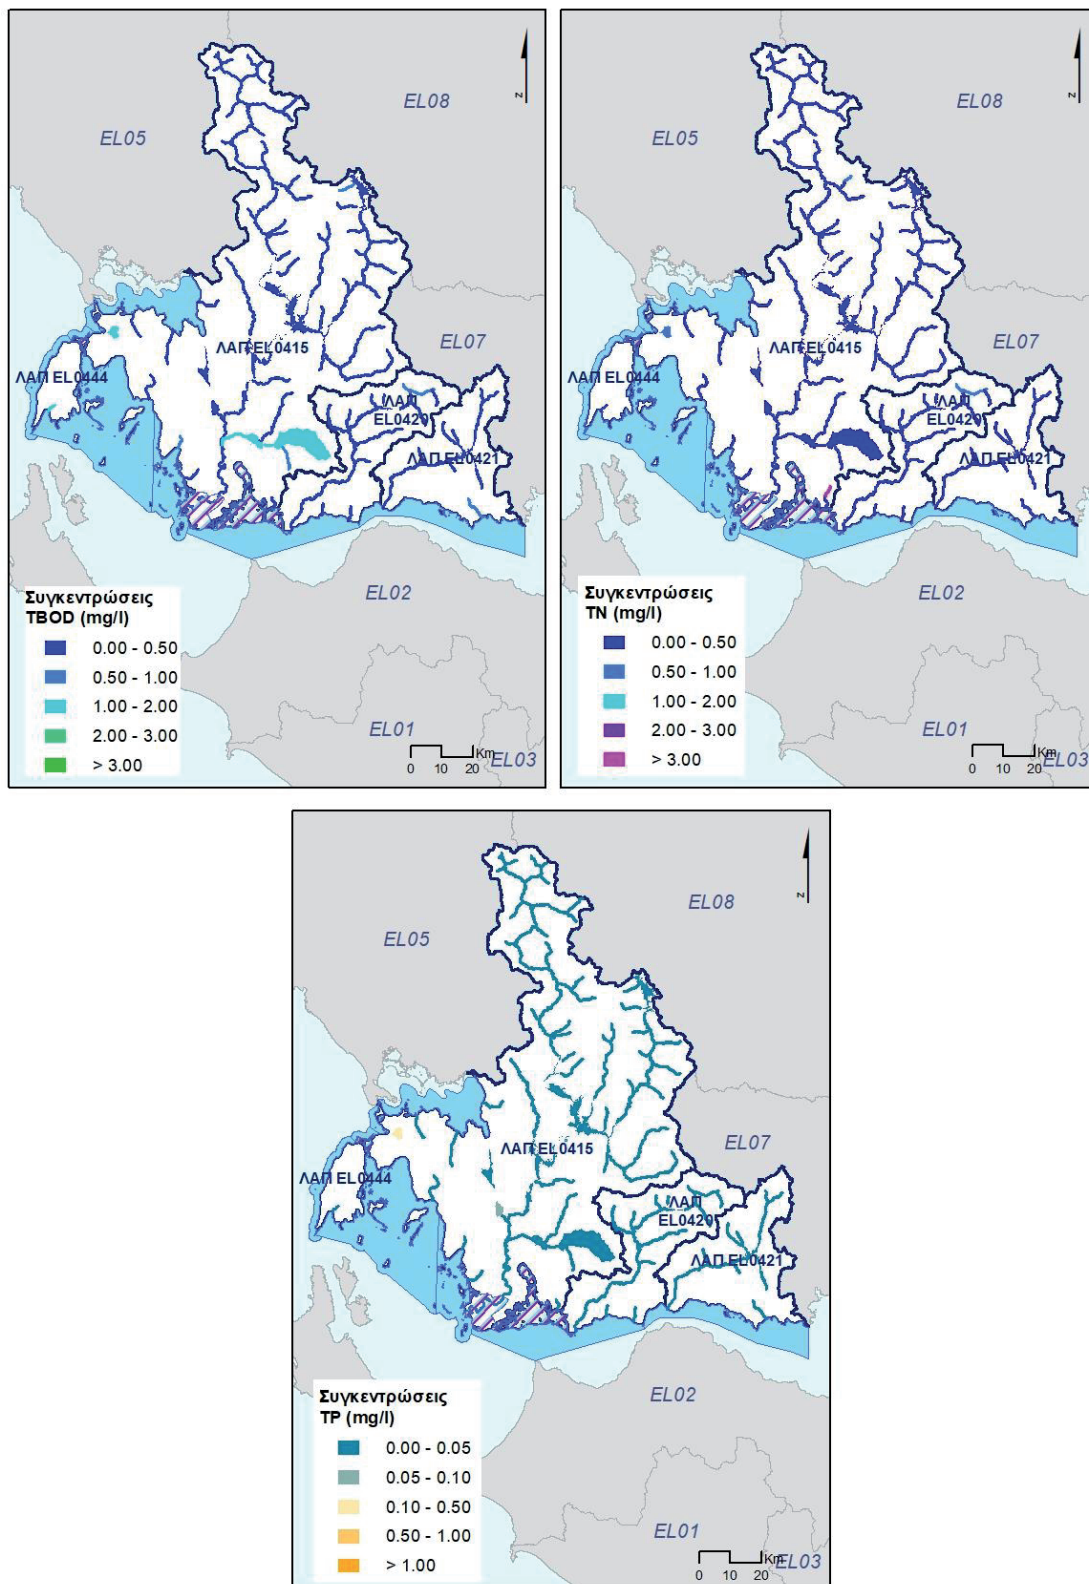 EL08
EL05
EL07
ΛΑΠ EL0415
ΛΑΠ EL0444
ΛΑΠ
EL0420
ΛΑΠ EL0421
EL02
EL01
EL03
Συγκεντρώσεις
TBOD (mg/l)
0.00 - 0.50
0.50 - 1.00
1.00 - 2.00
2.00 - 3.00
> 3.00
Km
0 10 20
z
EL08
EL05
EL07
ΛΑΠ EL0415
ΛΑΠ EL0444
ΛΑΠ
EL0420
ΛΑΠ EL0421
EL02
EL01
EL03
Συγκεντρώσεις
TN (mg/l)
0.00 - 0.50
0.50 - 1.00
1.00 - 2.00
2.00 - 3.00
> 3.00
Km
0 10 20
z
EL08
EL05
EL07
ΛΑΠ EL0415
ΛΑΠ EL0444
ΛΑΠ
EL0420
ΛΑΠ EL0421
EL02
EL01
EL03
Συγκεντρώσεις
TP (mg/l)
0.00 - 0.05
0.05 - 0.10
0.10 - 0.50
0.50 - 1.00
> 1.00
Km
0 10 20
z